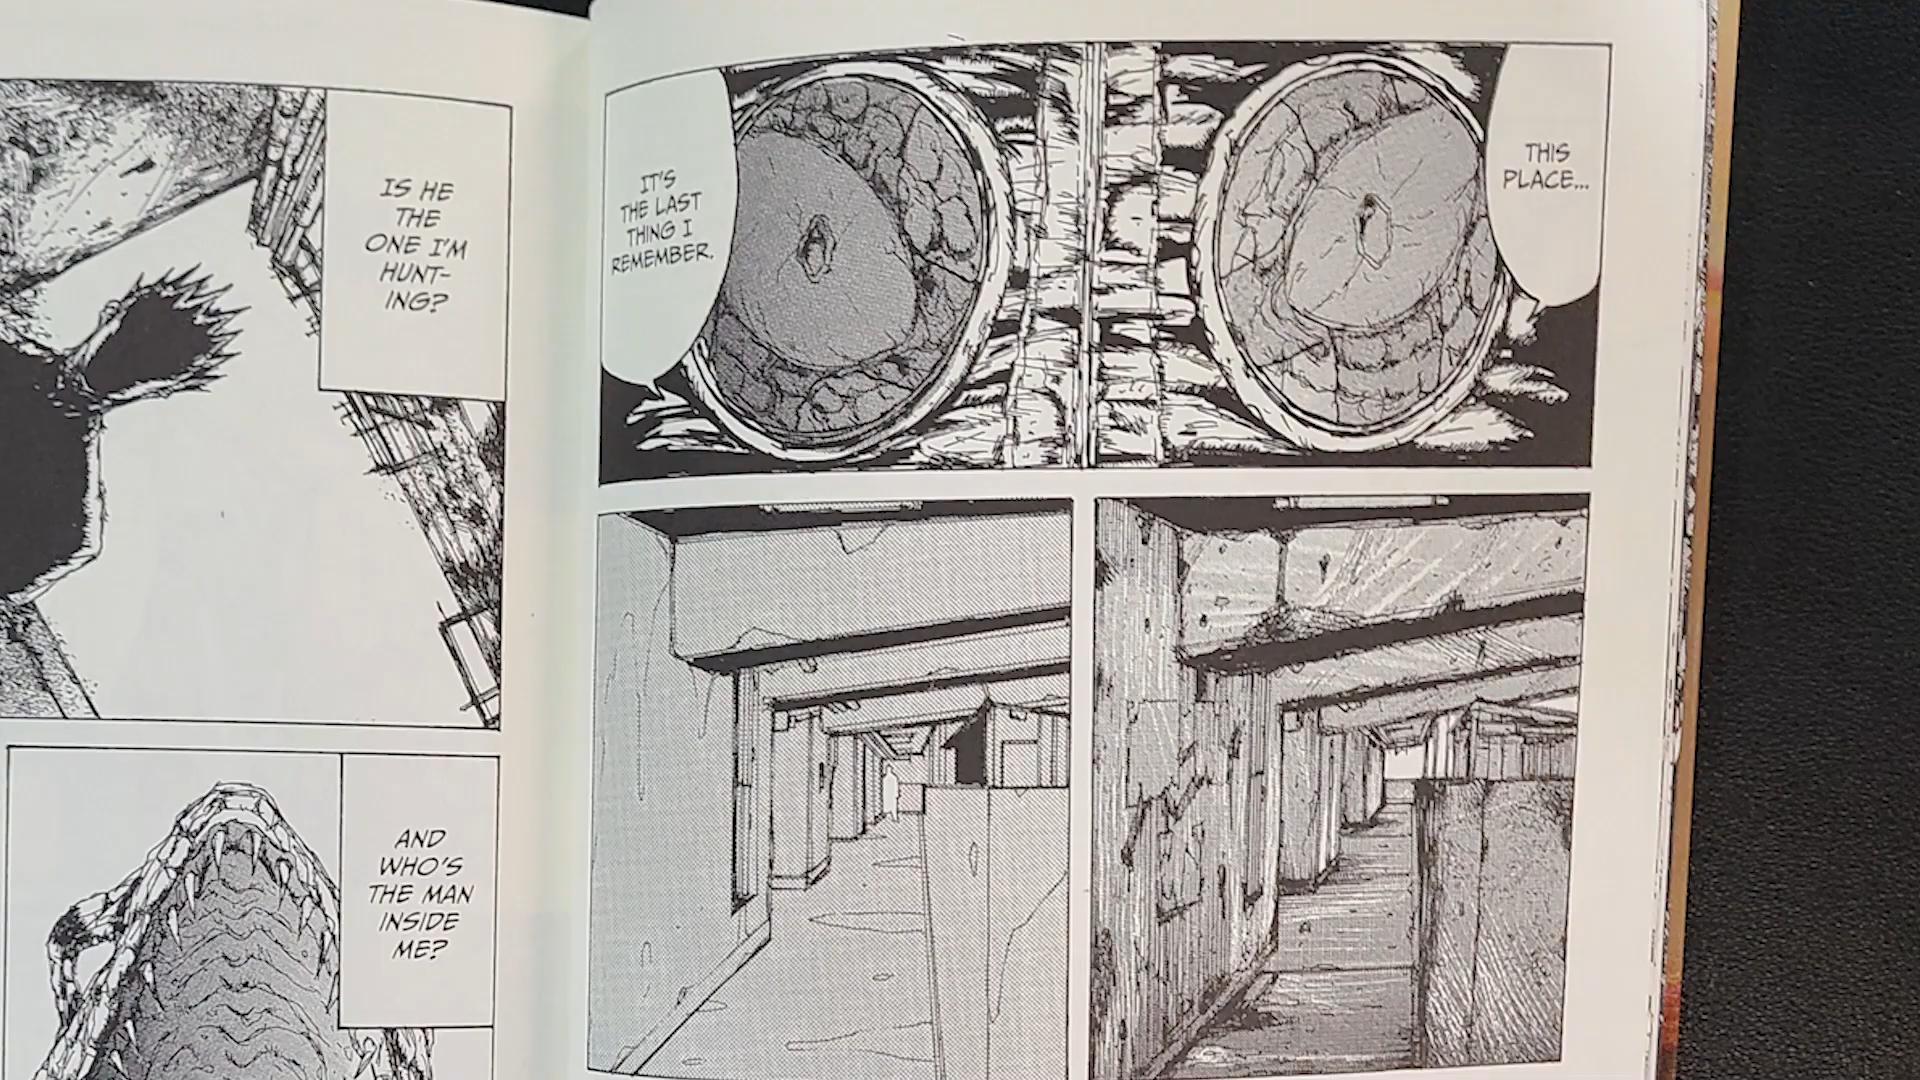 THIS
PLACE...
IT'S
THE LAST
THING I
REMEMBER.
IS HE
THE
ONE I'M
HUNT-
ING?
AND
WHO'S
THE MAN
INSIDE
ME?